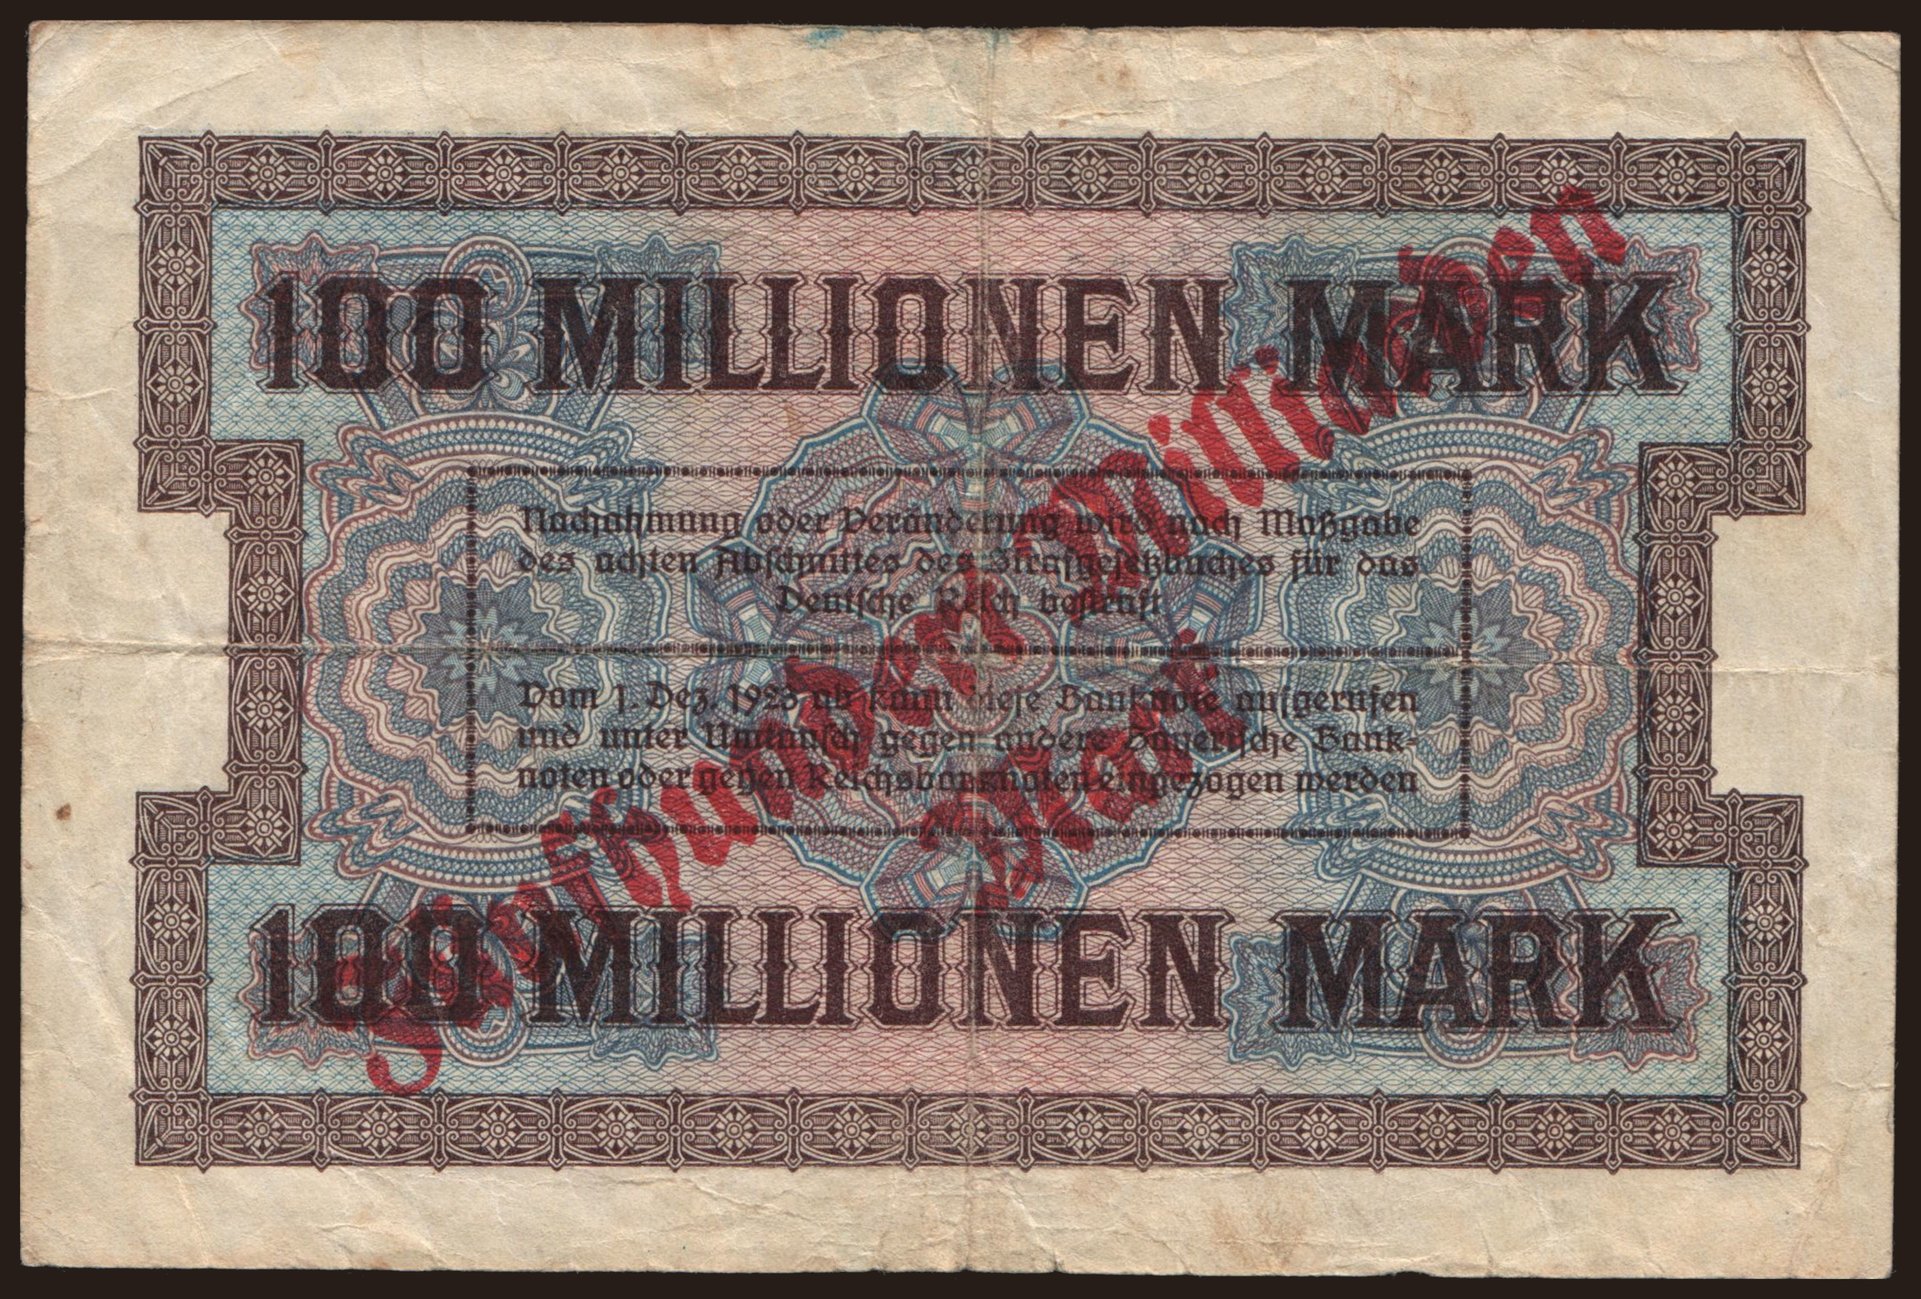 100 MILLIONEN MARK
Nachahmung oder Veränderung wird nach Maßgabe
des achten Abschnittes des Strafgesetzbuches für das
Deutsche Reich bestraft
Vom 1. Dez. 1923 ab kann diese Banknote aufgerufen
und unter Umtausch gegen andere Bayerische Bank-
noten oder gegen Reichsbanknoten eingezogen werden
100 MILLIONEN MARK
Fünfhundert Milliarden
Mark